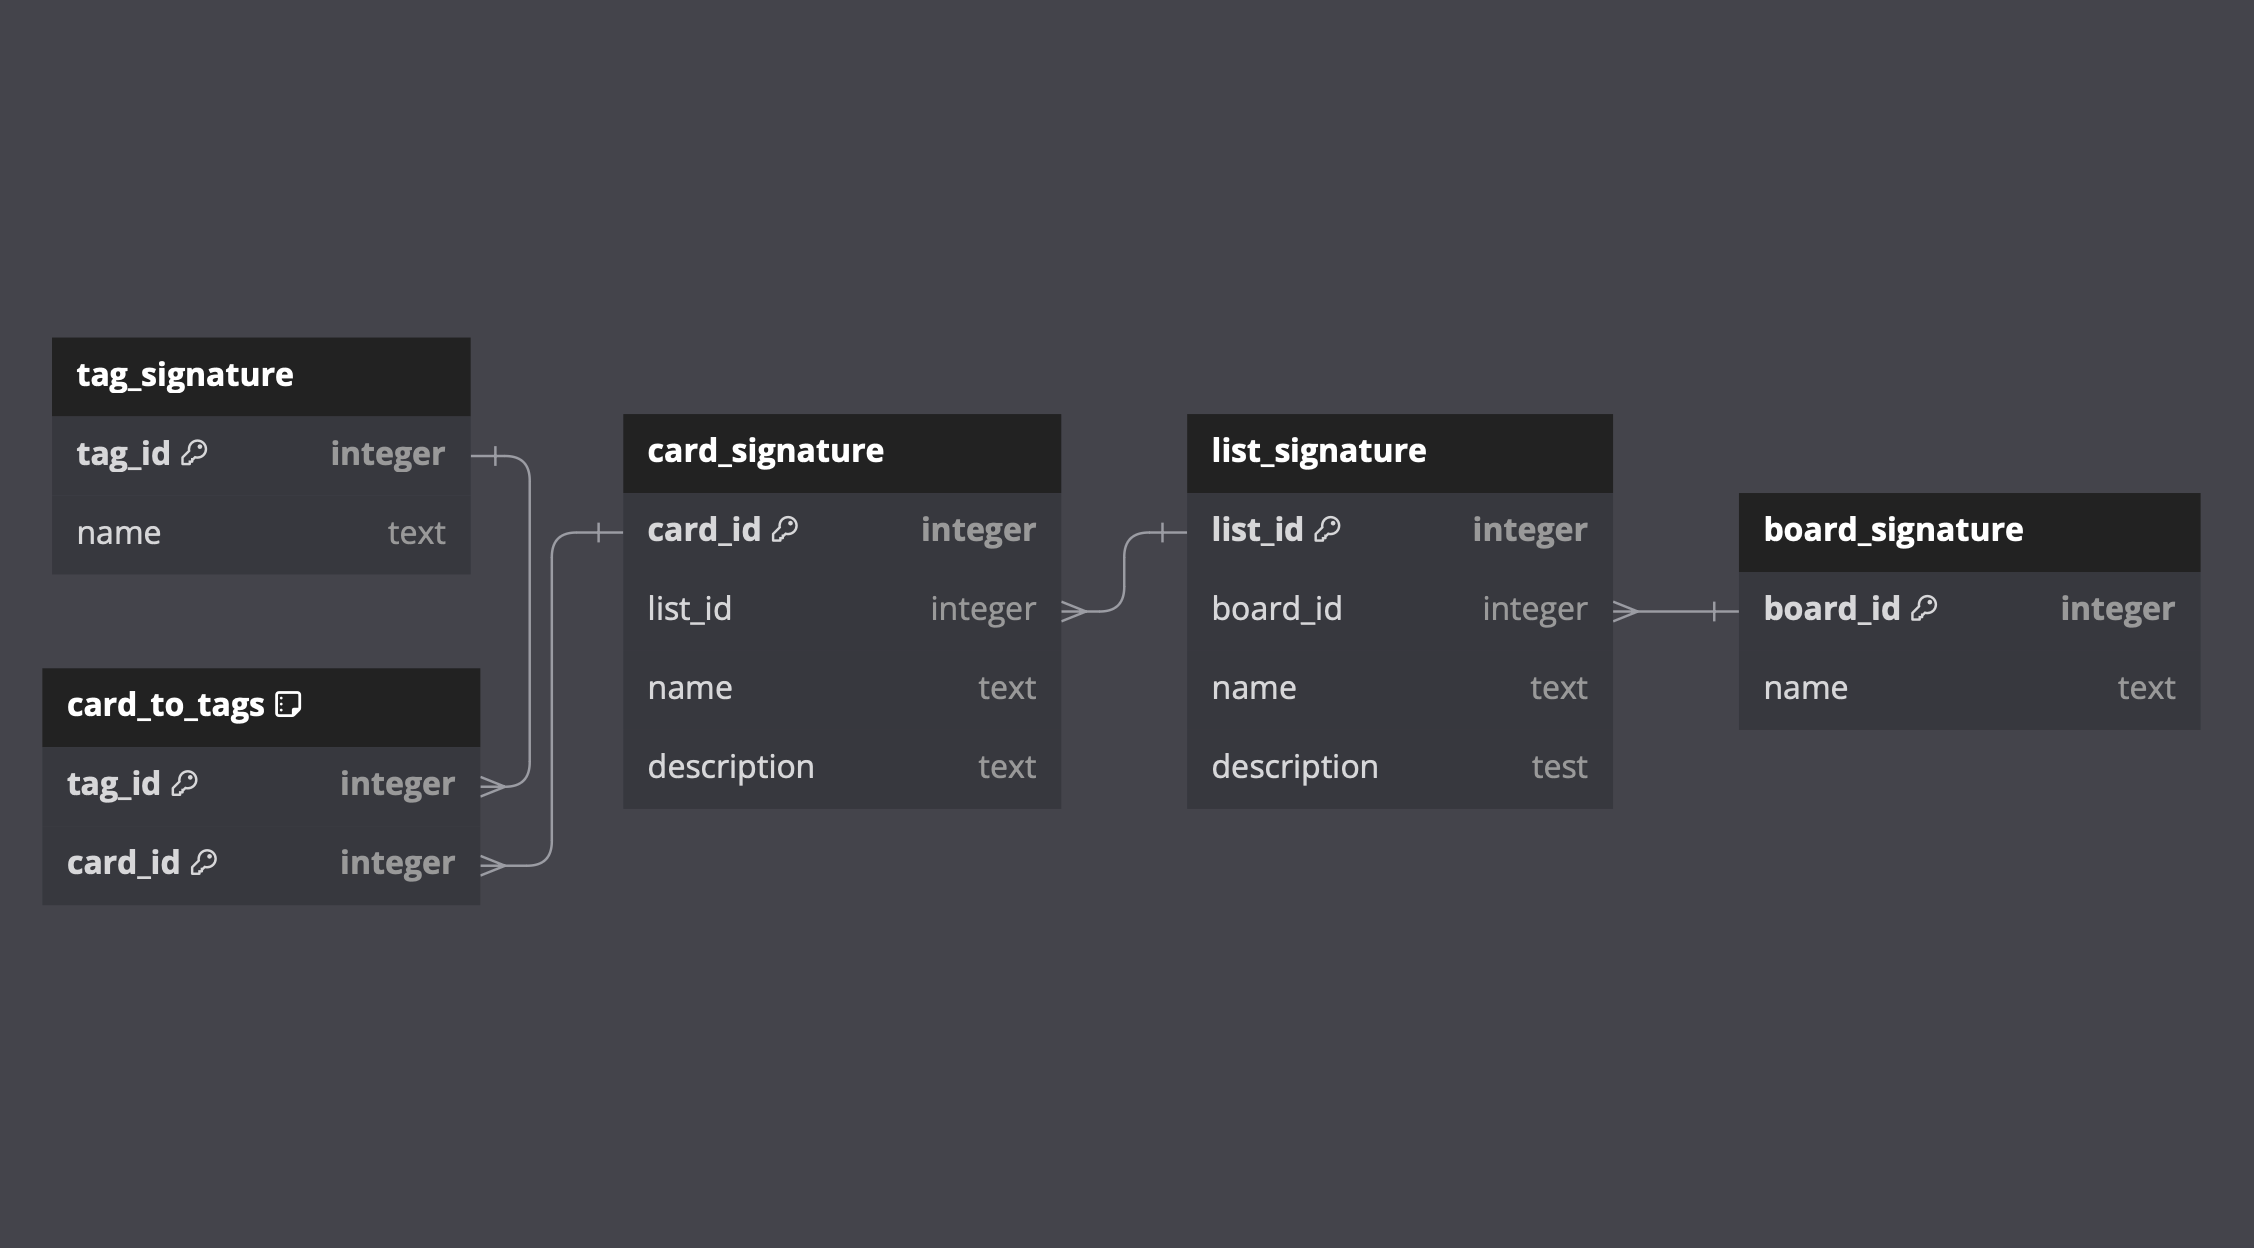 tag_signature
tag_id integer
name text
card_to_tags
tag_id integer
card_id integer
card_signature
card_id integer
list_id integer
name text
description text
list_signature
list_id integer
board_id integer
name text
description test
board_signature
board_id integer
name text